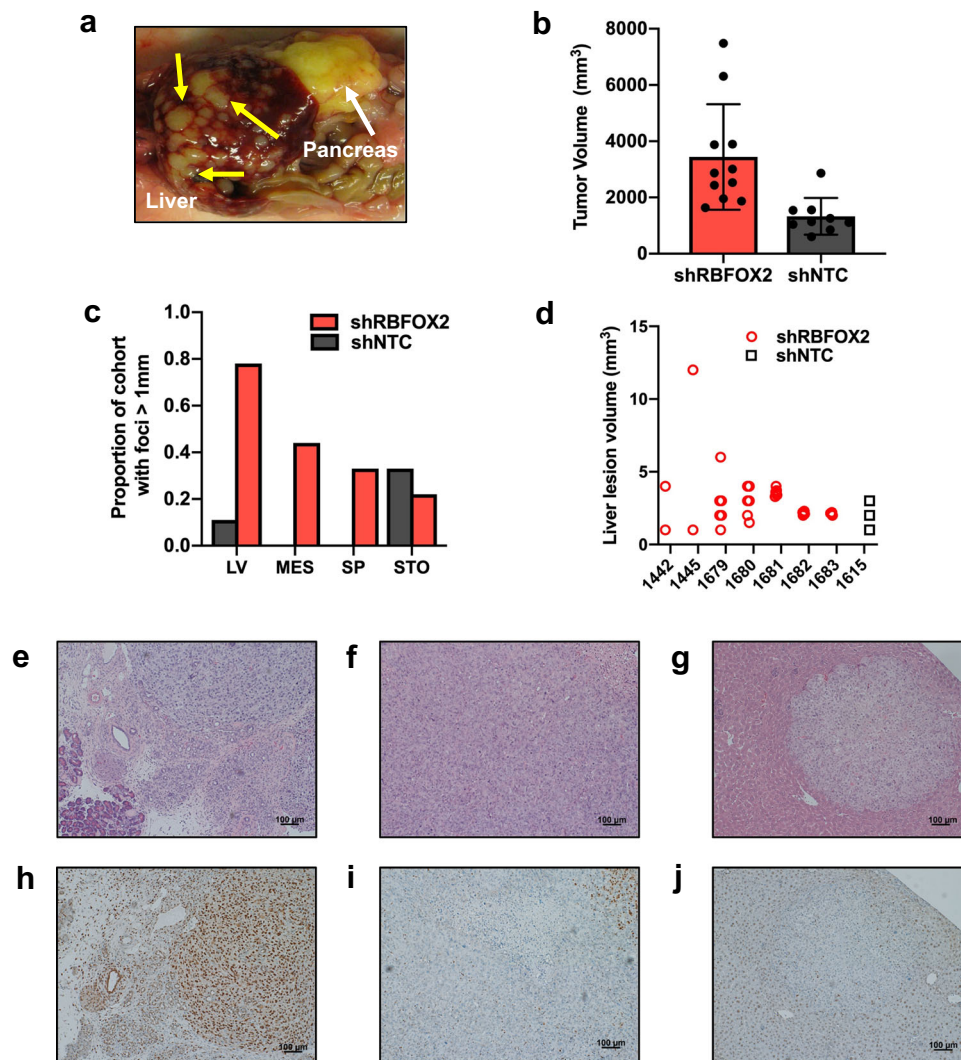 a
Pancreas
Liver
b
Tumor Volume (mm³)
8000
6000
4000
2000
0
shRBFOX2
shNTC
c
Proportion of cohort
with foci > 1mm
1.0
0.8
0.6
0.4
0.2
0.0
shRBFOX2
shNTC
LV
MES
SP
STO
d
Liver lesion volume (mm³)
15
10
5
0
shRBFOX2
shNTC
1442
1445
1679
1680
1681
1682
1683
1615
e
100 µm
f
100 µm
g
100 µm
h
100 µm
i
100 µm
j
100 µm